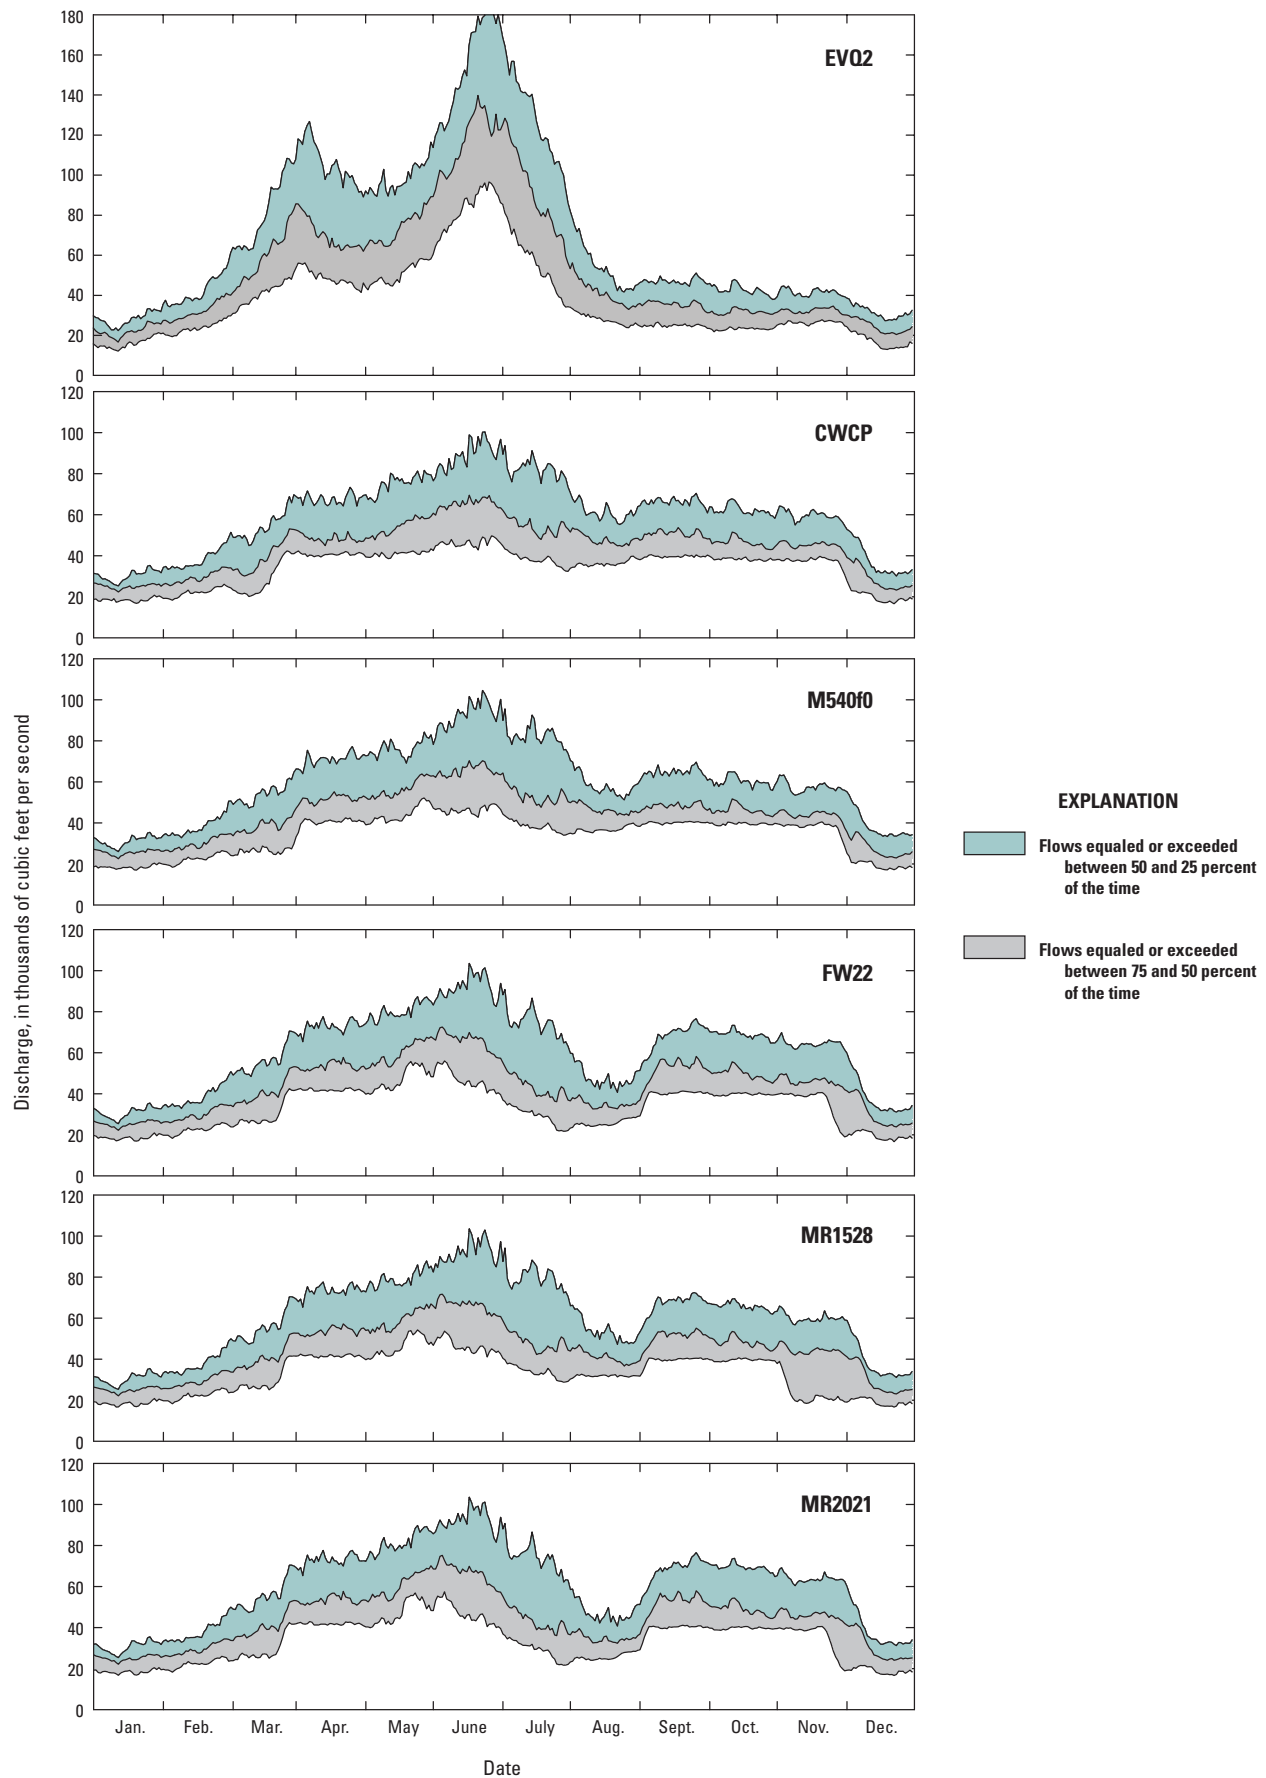 Discharge, in thousands of cubic feet per second
180
160
140
120
100
80
60
40
20
0
EVQ2
120
100
80
60
40
20
0
CWCP
120
100
80
60
40
20
0
M540f0
120
100
80
60
40
20
0
FW22
120
100
80
60
40
20
0
MR1528
120
100
80
60
40
20
0
MR2021
Jan. Feb. Mar. Apr. May June July Aug. Sept. Oct. Nov. Dec.
Date
EXPLANATION
Flows equaled or exceeded
between 50 and 25 percent
of the time
Flows equaled or exceeded
between 75 and 50 percent
of the time